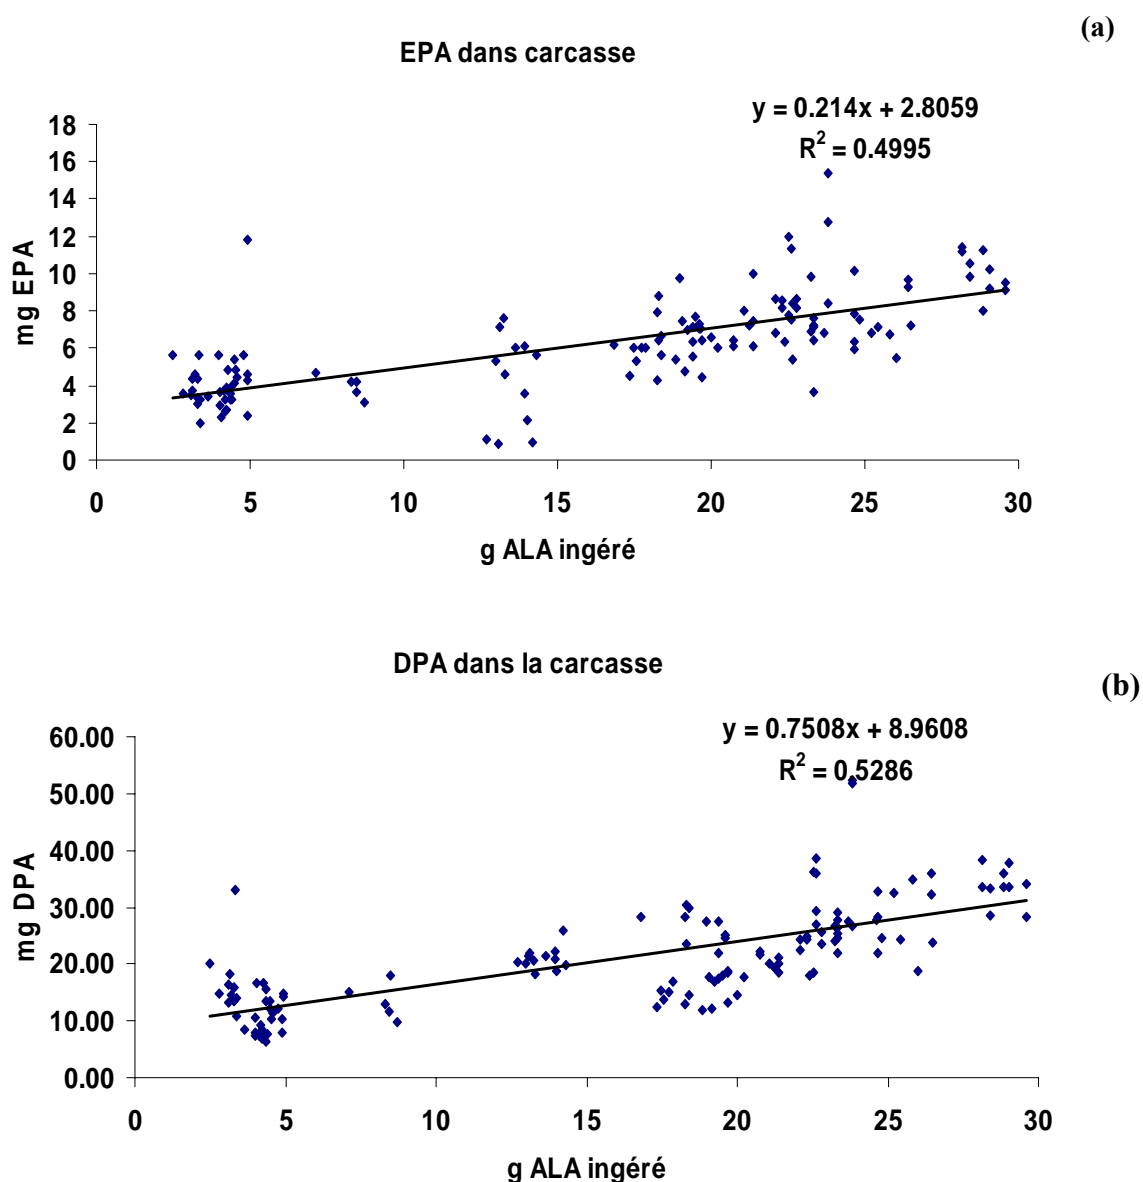 (a)
EPA dans carcasse
y = 0.214x + 2.8059
R² = 0.4995
18
16
14
12
10
8
6
4
2
0
mg EPA
0 5 10 15 20 25 30
g ALA ingéré
DPA dans la carcasse
(b)
y = 0.7508x + 8.9608
R² = 0.5286
60.00
50.00
40.00
30.00
20.00
10.00
0.00
mg DPA
0 5 10 15 20 25 30
g ALA ingéré